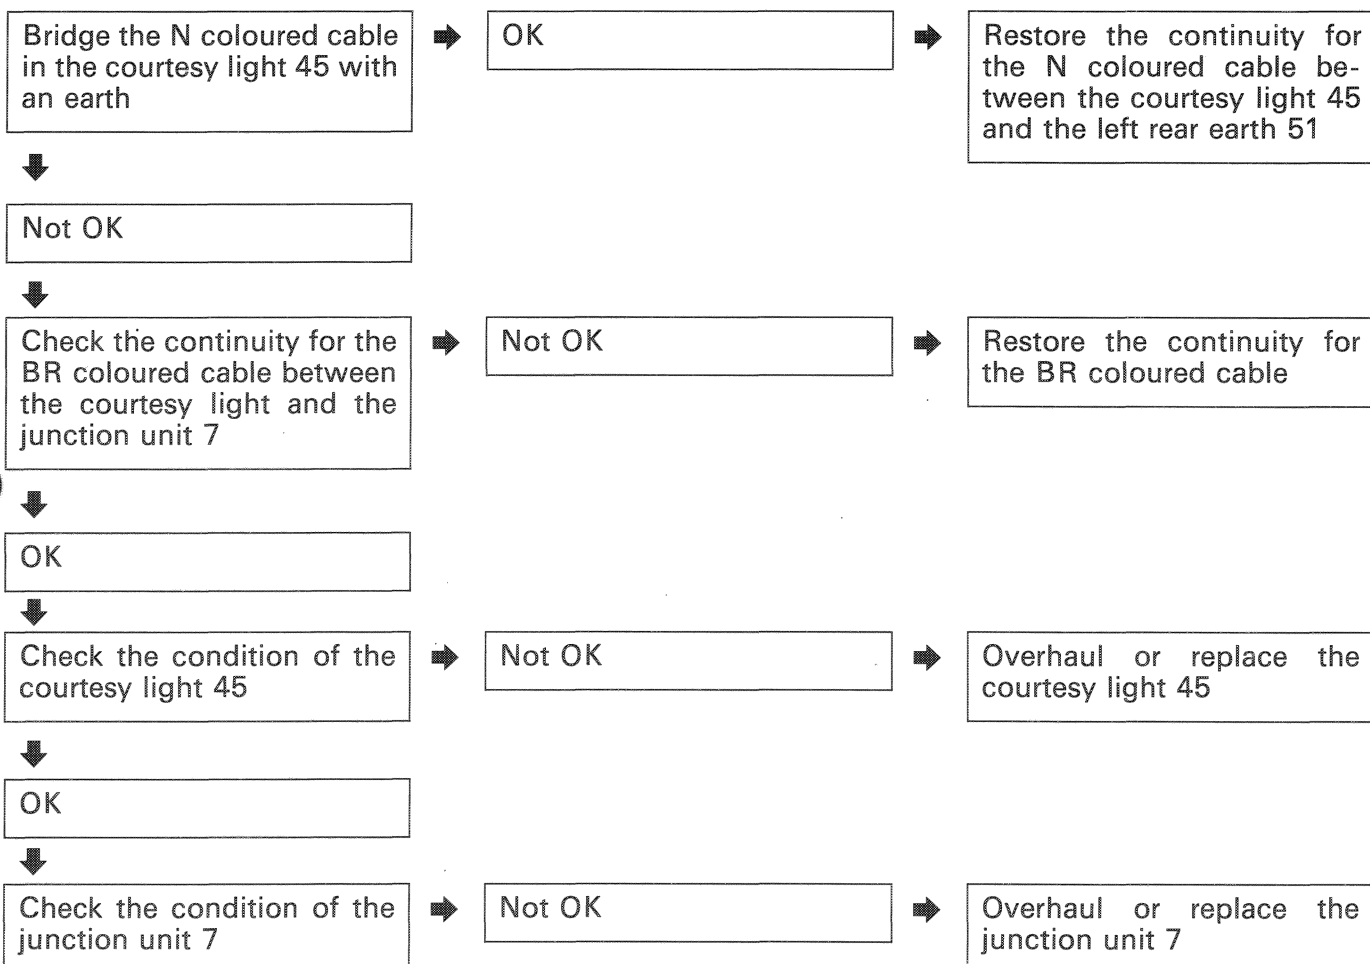 Bridge the N coloured cable
in the courtesy light 45 with
an earth
OK
Restore the continuity for
the N coloured cable be-
tween the courtesy light 45
and the left rear earth 51
Not OK
Check the continuity for the
BR coloured cable between
the courtesy light and the
junction unit 7
Not OK
Restore the continuity for
the BR coloured cable
OK
Check the condition of the
courtesy light 45
Not OK
Overhaul or replace the
courtesy light 45
OK
Check the condition of the
junction unit 7
Not OK
Overhaul or replace the
junction unit 7